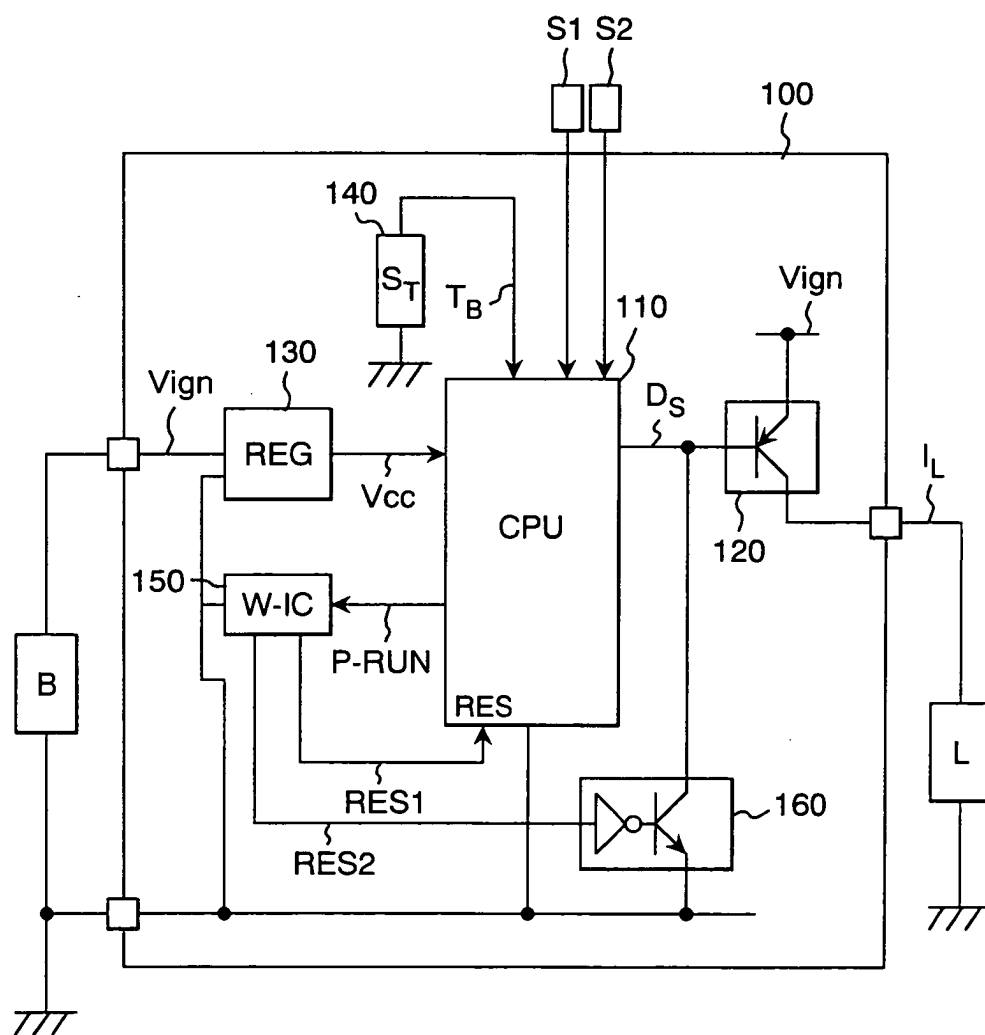 S1 S2
100
140
S_T
T_B
110
Vign
130
Vign
REG
Vcc
CPU
D_S
120
I_L
150
W-IC
P-RUN
B
RES
RES1
RES2
160
L